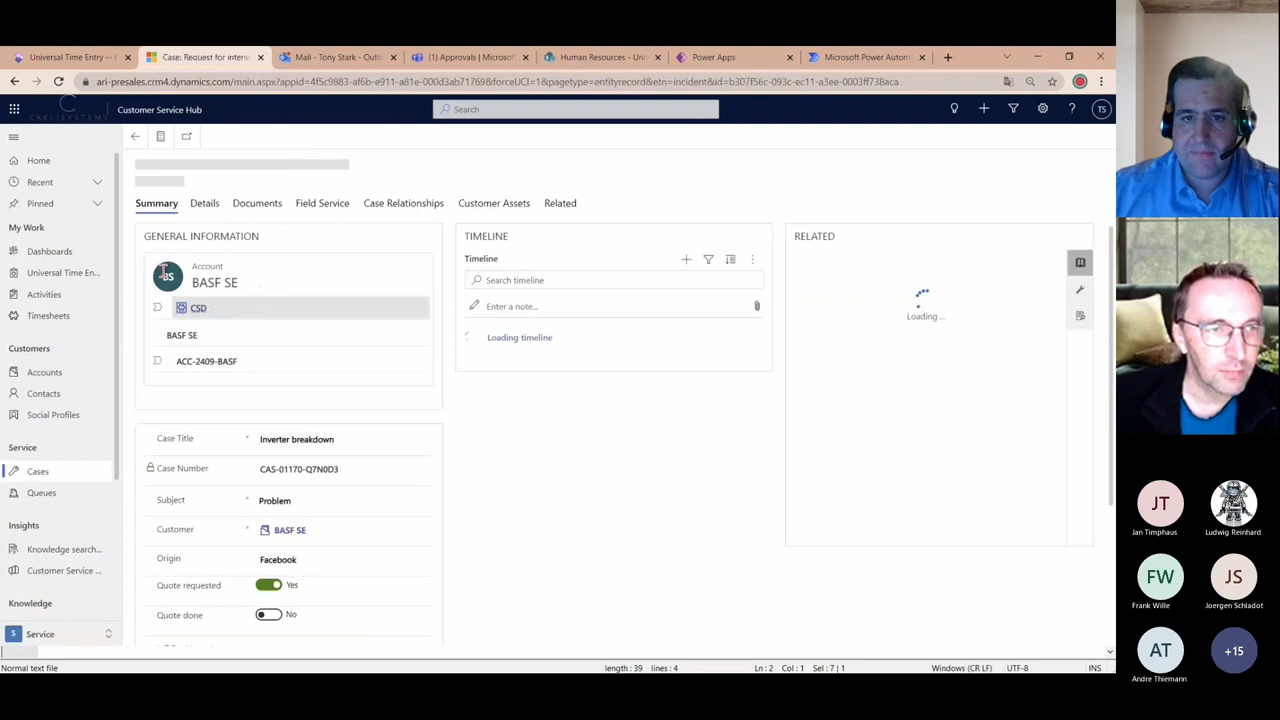 Universal Time Entry --
Case: Request for intere
Mail - Tony Stark - Outlo
(1) Approvals | Microsof
Human Resources - Uni
Power Apps
Microsoft Power Autom
ari-presales.crm4.dynamics.com/main.aspx?appid=4f5c9883-af6b-e911-a81e-000d3ab71769&forceUCI=1&pagetype=entityrecord&etn=incident&id=b307f56c-093c-ec11-a3ee-0003ff738aca
Customer Service Hub
Search
TS
Home
Recent
Pinned
My Work
Dashboards
Universal Time En...
Activities
Timesheets
Customers
Accounts
Contacts
Social Profiles
Service
Cases
Queues
Insights
Knowledge search...
Customer Service ...
Knowledge
S Service
Summary Details Documents Field Service Case Relationships Customer Assets Related
GENERAL INFORMATION
BS
Account
BASF SE
CSD
BASF SE
ACC-2409-BASF
Case Title * Inverter breakdown
Case Number CAS-01170-Q7N0D3
Subject * Problem
Customer * BASF SE
Origin Facebook
Quote requested Yes
Quote done No
TIMELINE
Timeline
Search timeline
Enter a note...
Loading timeline
RELATED
Loading ...
Normal text file length : 39 lines : 4 Ln : 2 Col : 1 Sel : 7 | 1 Windows (CR LF) UTF-8 INS
JT
Jan Timphaus
Ludwig Reinhard
FW
Frank Wille
JS
Joergen Schladot
AT
Andre Thiemann
+15